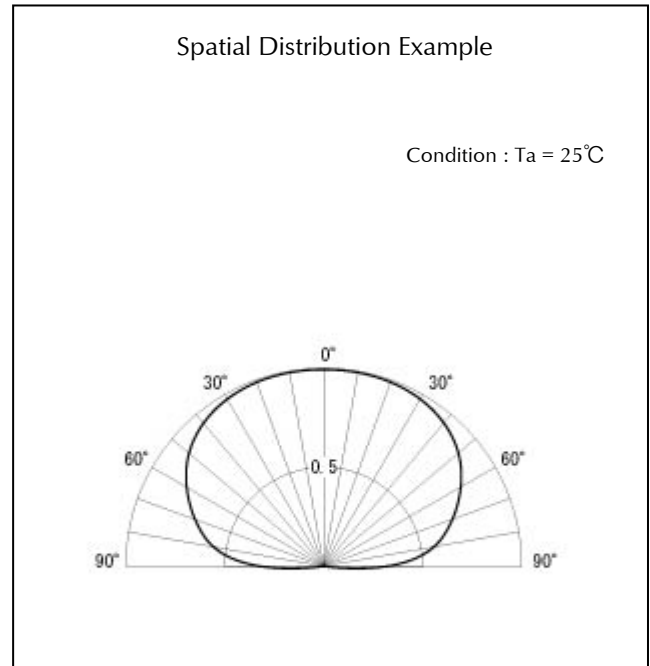 Spatial Distribution Example
Condition : Ta = 25℃
0°
30° 30°
60° 60°
0. 5
90° 90°